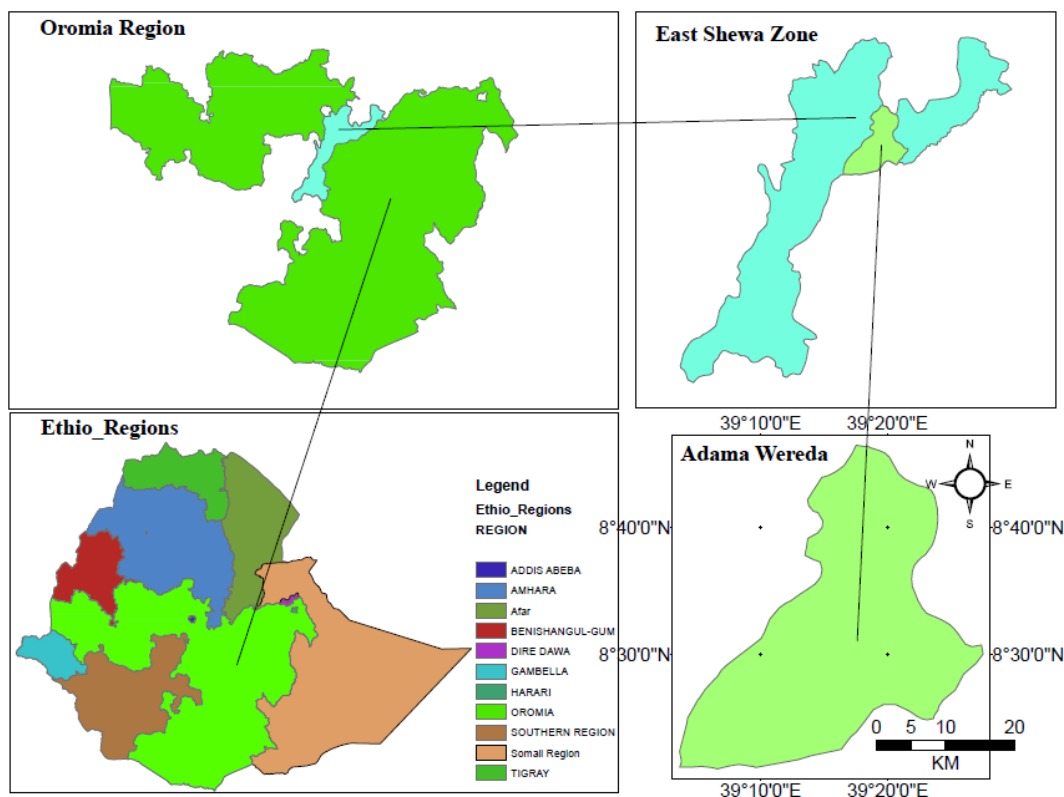 Oromia Region
East Shewa Zone
39°10'0"E
39°20'0"E
Ethio_Regions
Legend
Ethio_Regions
REGION
ADDIS ABEBA
AMHARA
Afar
BENISHANGUL-GUM
DIRE DAWA
GAMBELLA
HARARI
OROMIA
SOUTHERN REGION
Somali Region
TIGRAY
Adama Wereda
N
W
E
S
8°40'0"N
8°40'0"N
8°30'0"N
8°30'0"N
0 5 10 20
KM
39°10'0"E
39°20'0"E